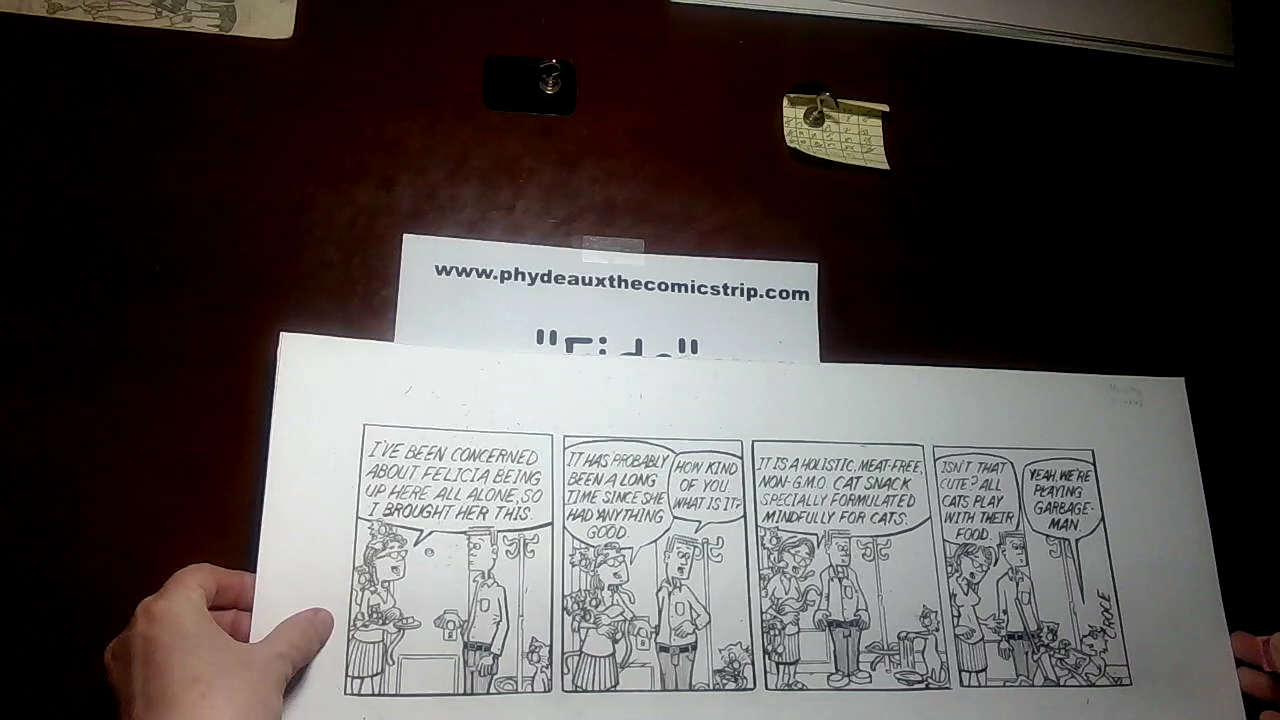 www.phydeauxthecomicstrip.com
I'VE BEEN CONCERNED
ABOUT FELICIA BEING
UP HERE ALL ALONE, SO
I BROUGHT HER THIS.
IT HAS PROBABLY
BEEN A LONG
TIME SINCE SHE
HAD ANYTHING
GOOD.
HOW KIND
OF YOU.
WHAT IS IT?
IT IS A HOLISTIC, MEAT-FREE,
NON-G.M.O. CAT SNACK
SPECIALLY FORMULATED
MINDFULLY FOR CATS.
ISN'T THAT
CUTE? ALL
CATS PLAY
WITH THEIR
FOOD.
YEAH. WE'RE
PLAYING
GARBAGE-
MAN.
CROLE